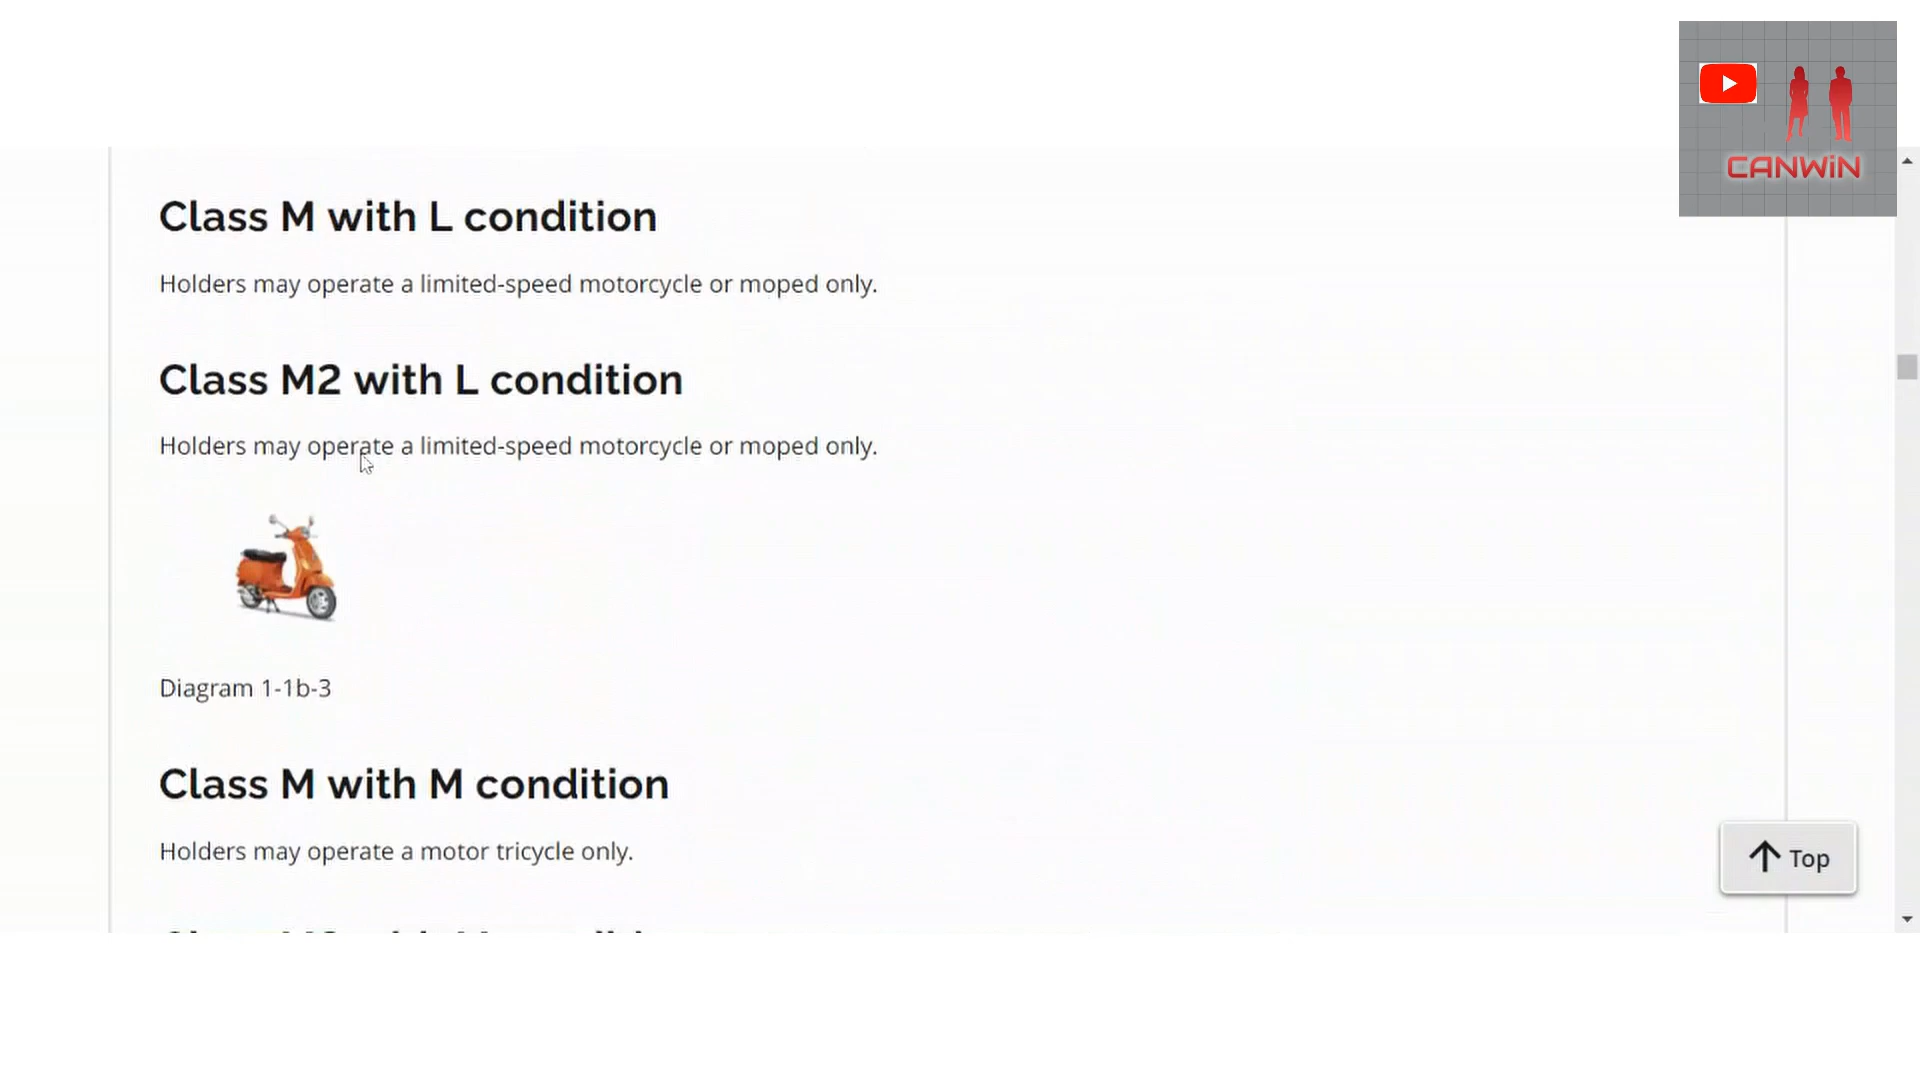 CANWiN
Class M with L condition
Holders may operate a limited-speed motorcycle or moped only.
Class M2 with L condition
Holders may operate a limited-speed motorcycle or moped only.
Diagram 1-1b-3
Class M with M condition
Holders may operate a motor tricycle only.
Top